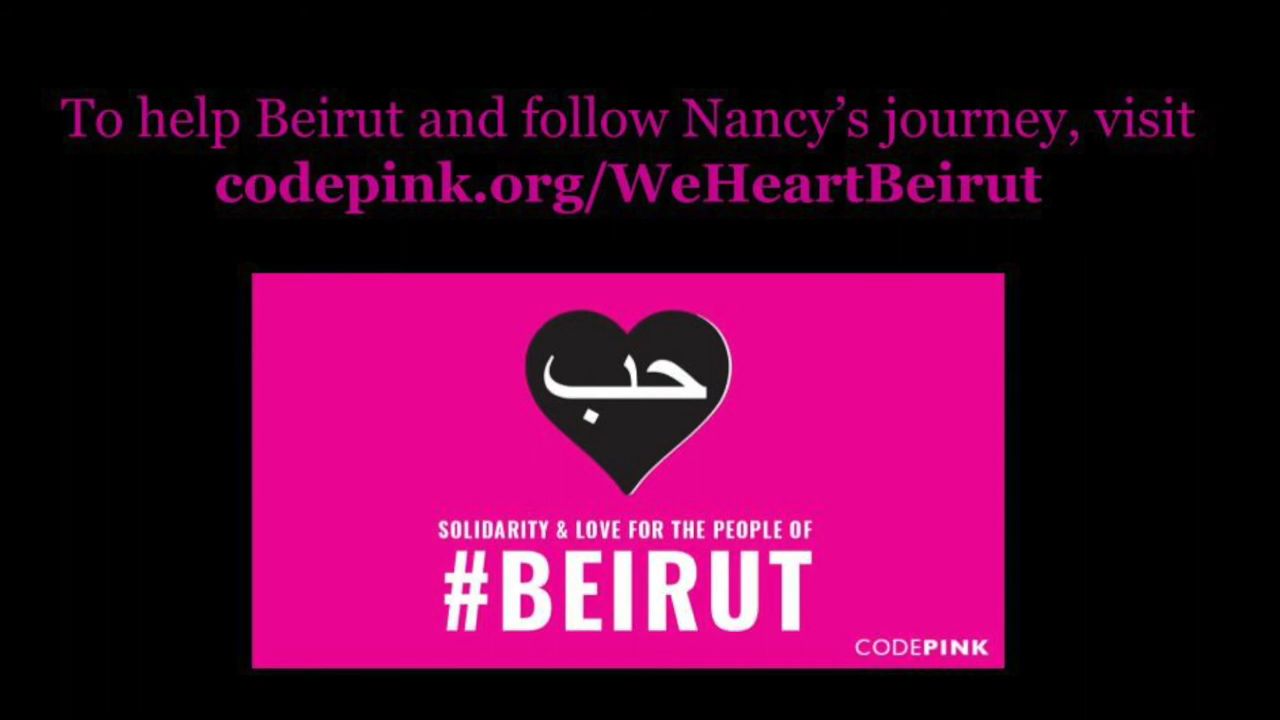 To help Beirut and follow Nancy’s journey, visit
codepink.org/WeHeartBeirut
حب
SOLIDARITY & LOVE FOR THE PEOPLE OF
#BEIRUT
CODEPINK